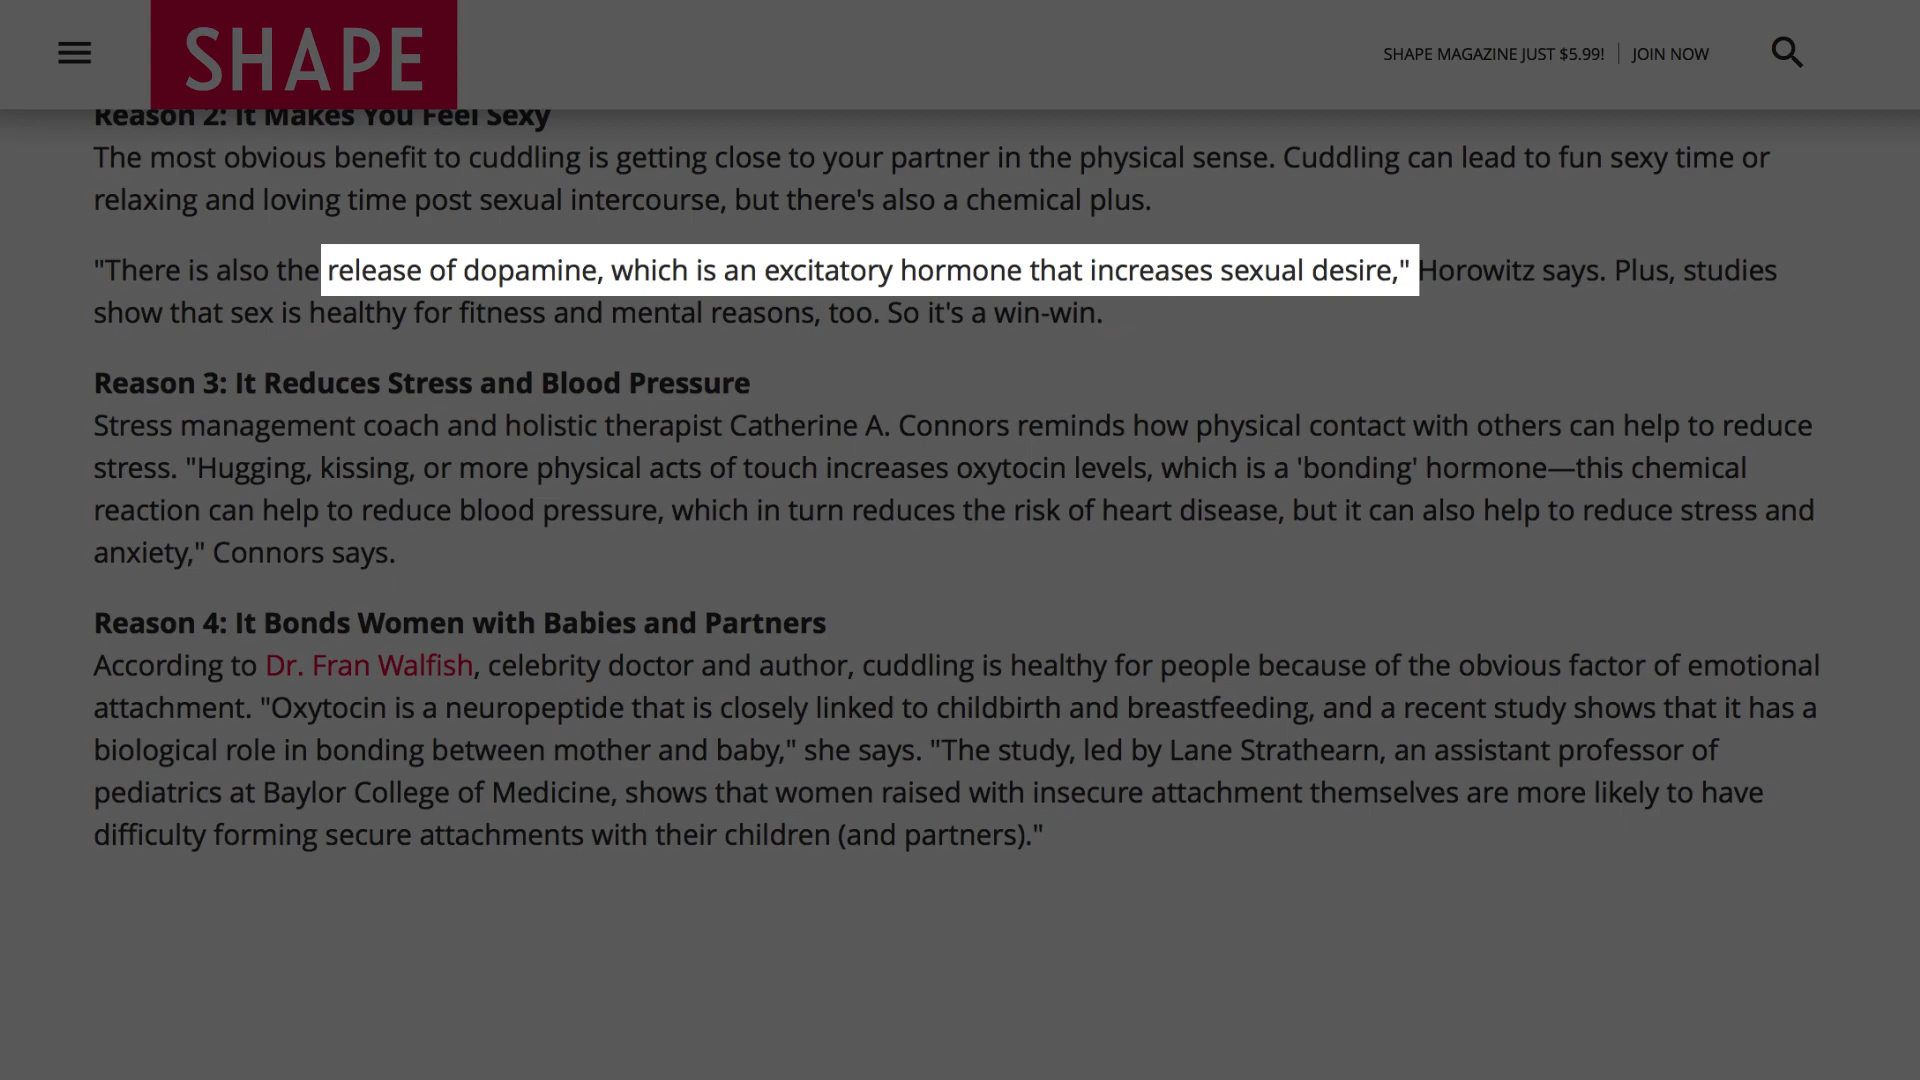 SHAPE
SHAPE MAGAZINE JUST $5.99! JOIN NOW
Reason 2: It Makes You Feel Sexy
The most obvious benefit to cuddling is getting close to your partner in the physical sense. Cuddling can lead to fun sexy time or
relaxing and loving time post sexual intercourse, but there's also a chemical plus.
"There is also the release of dopamine, which is an excitatory hormone that increases sexual desire," Horowitz says. Plus, studies
show that sex is healthy for fitness and mental reasons, too. So it's a win-win.
Reason 3: It Reduces Stress and Blood Pressure
Stress management coach and holistic therapist Catherine A. Connors reminds how physical contact with others can help to reduce
stress. "Hugging, kissing, or more physical acts of touch increases oxytocin levels, which is a 'bonding' hormone—this chemical
reaction can help to reduce blood pressure, which in turn reduces the risk of heart disease, but it can also help to reduce stress and
anxiety," Connors says.
Reason 4: It Bonds Women with Babies and Partners
According to Dr. Fran Walfish, celebrity doctor and author, cuddling is healthy for people because of the obvious factor of emotional
attachment. "Oxytocin is a neuropeptide that is closely linked to childbirth and breastfeeding, and a recent study shows that it has a
biological role in bonding between mother and baby," she says. "The study, led by Lane Strathearn, an assistant professor of
pediatrics at Baylor College of Medicine, shows that women raised with insecure attachment themselves are more likely to have
difficulty forming secure attachments with their children (and partners)."